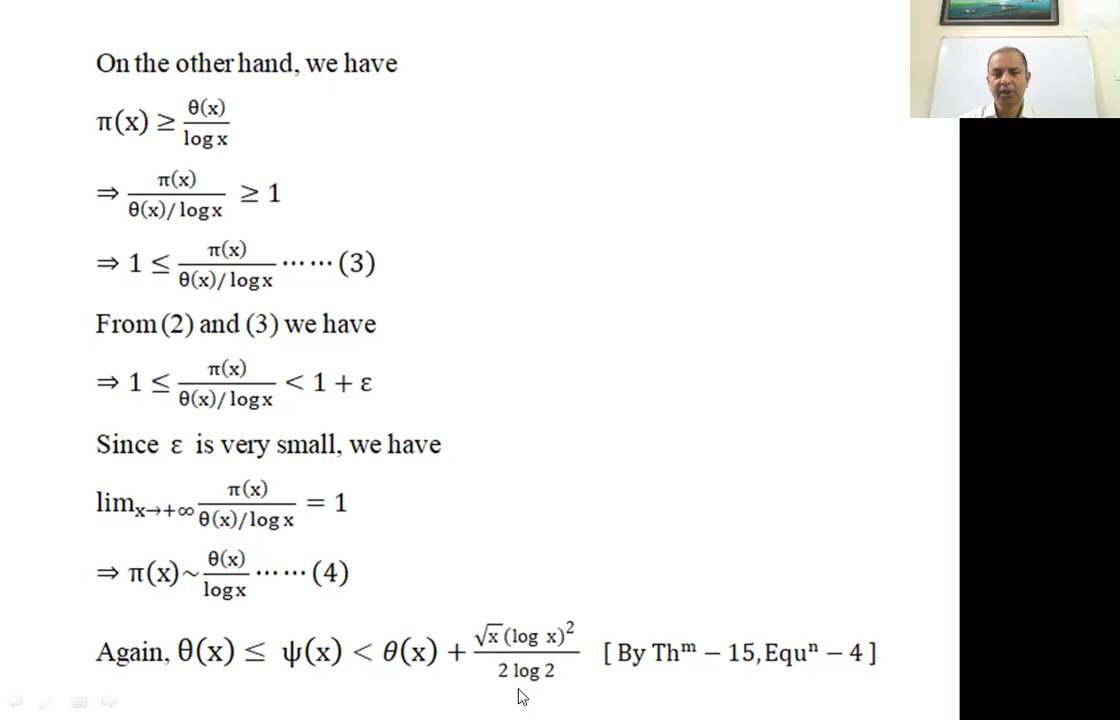 On the other hand, we have
π(x) ≥ θ(x)/log x
⇒ π(x)/(θ(x)/log x) ≥ 1
⇒ 1 ≤ π(x)/(θ(x)/log x) ⋯⋯ (3)
From (2) and (3) we have
⇒ 1 ≤ π(x)/(θ(x)/log x) < 1 + ε
Since ε is very small, we have
lim_{x→+∞} π(x)/(θ(x)/log x) = 1
⇒ π(x)~θ(x)/log x ⋯⋯ (4)
Again, θ(x) ≤ ψ(x) < θ(x) + √x(log x)²/(2 log 2) [ By Thᵐ − 15, Equⁿ − 4 ]